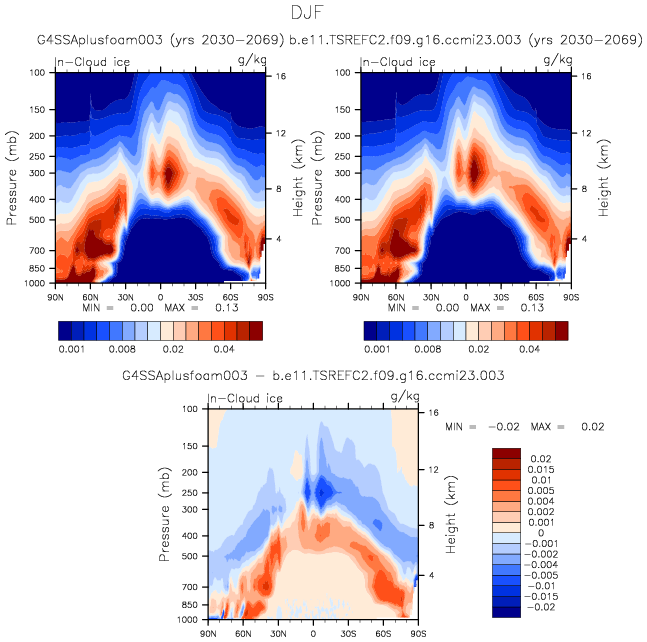 DJF
G4SSAplusfoam003 (yrs 2030-2069) b.e11.TSREFC2.f09.g16.ccmi23.003 (yrs 2030-2069)
In-Cloud ice g/kg In-Cloud ice g/kg
100 16 100 16
150 150
200 12 200 12
250 250
300 8 300 8
400 400
500 500
700 4 700 4
850 850
1000 1000
Pressure (mb) Height (km) Pressure (mb) Height (km)
90N 60N 30N 0 30S 60S 90S 90N 60N 30N 0 30S 60S 90S
MIN = 0.00 MAX = 0.13 MIN = 0.00 MAX = 0.13
0.001 0.008 0.02 0.04 0.001 0.008 0.02 0.04
G4SSAplusfoam003 - b.e11.TSREFC2.f09.g16.ccmi23.003
In-Cloud ice g/kg
100 16
150
200 12
250
300 8
400
500
700 4
850
1000
Pressure (mb) Height (km)
90N 60N 30N 0 30S 60S 90S
MIN = -0.02 MAX = 0.02
0.02
0.015
0.01
0.005
0.004
0.002
0.001
0
-0.001
-0.002
-0.004
-0.005
-0.01
-0.015
-0.02